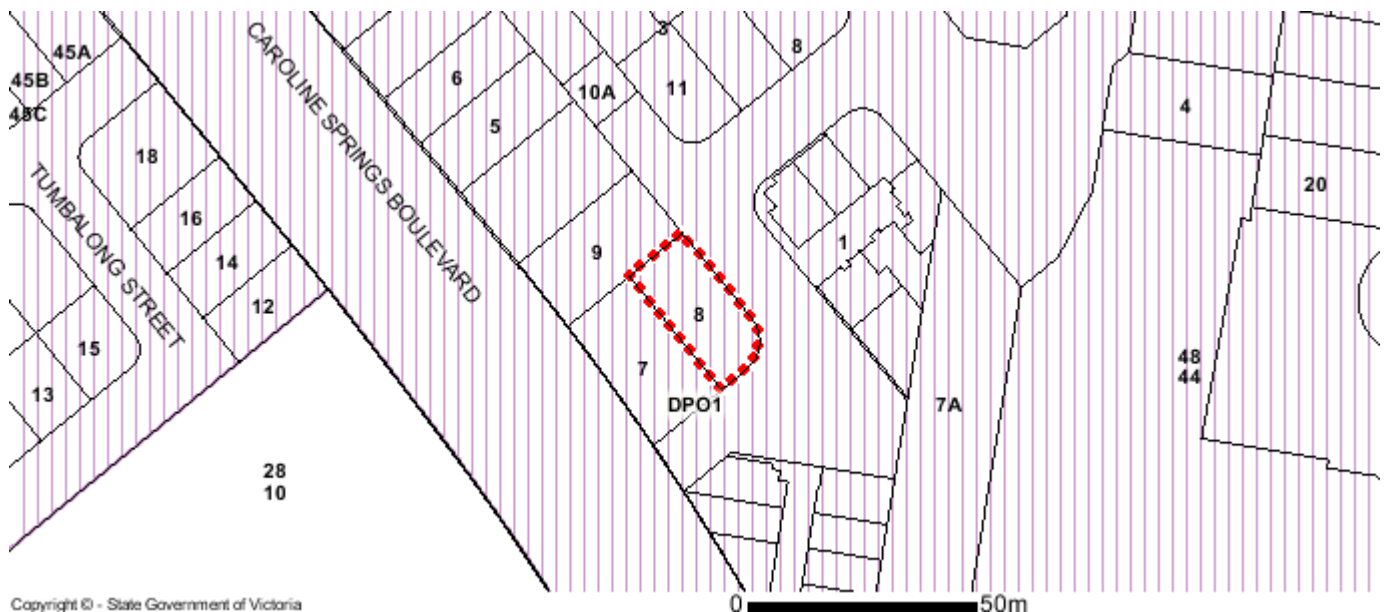 45A
45B
45C
18
16
14
12
TUMBALONG STREET
15
13
28
10
CAROLINE SPRINGS BOULEVARD
6
5
10A
3
11
8
9
8
7
DPO1
1
7A
4
20
48
44
Copyright © - State Government of Victoria
0 50m